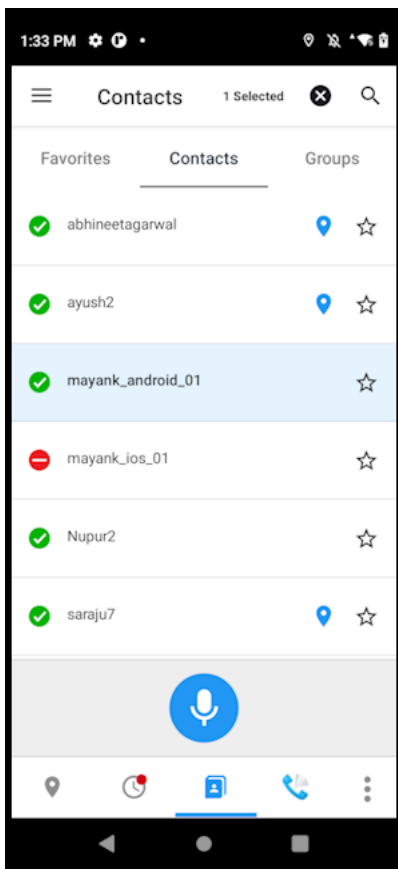 1:33 PM
Contacts 1 Selected
Favorites Contacts Groups
abhineetagarwal
ayush2
mayank_android_01
mayank_ios_01
Nupur2
saraju7